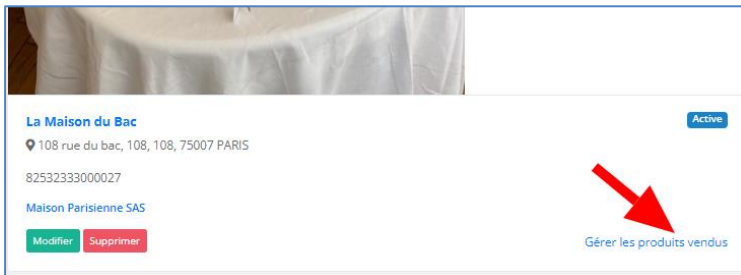 La Maison du Bac
Active
108 rue du bac, 108, 108, 75007 PARIS
82532333000027
Maison Parisienne SAS
Modifier Supprimer
Gérer les produits vendus